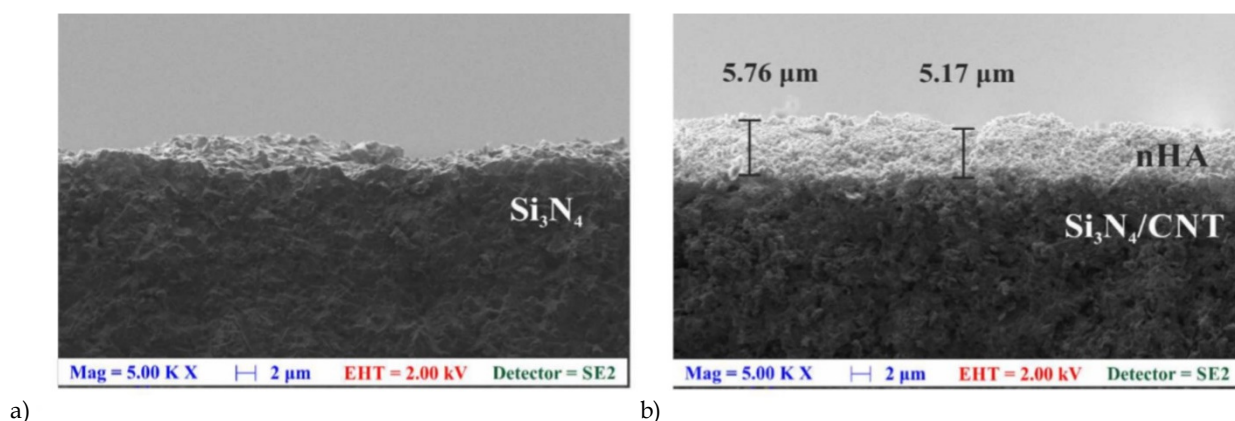 Si₃N₄
Mag = 5.00 K X 2 µm EHT = 2.00 kV Detector = SE2
a)
5.76 µm 5.17 µm
nHA
Si₃N₄/CNT
Mag = 5.00 K X 2 µm EHT = 2.00 kV Detector = SE2
b)